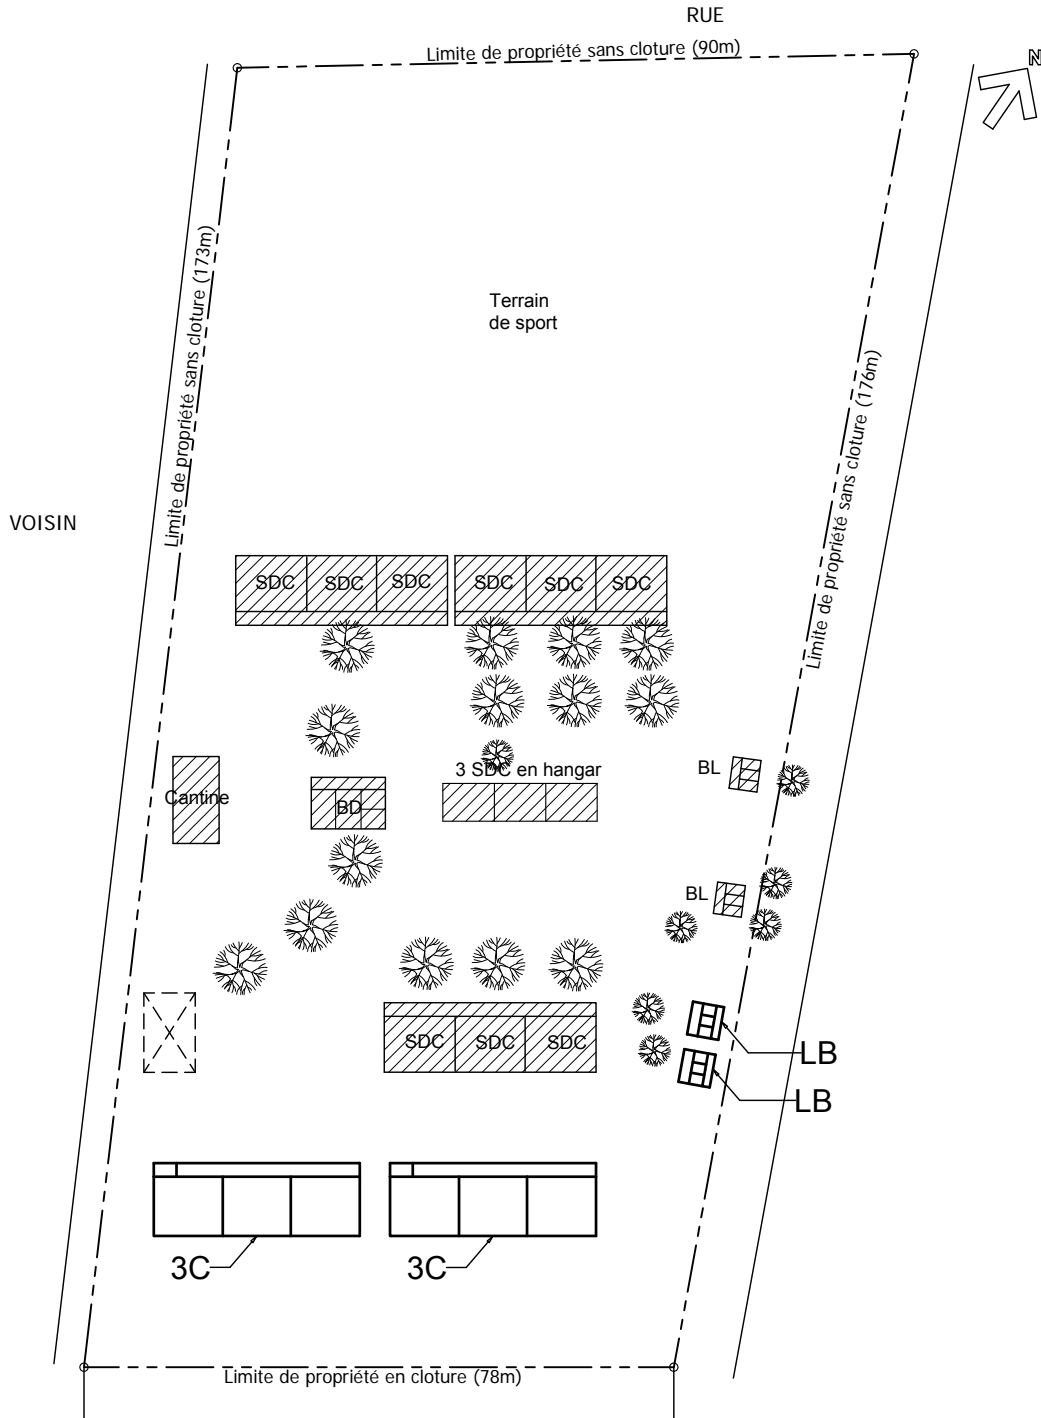 RUE
Limite de propriété sans cloture (90m)
N
Limite de propriété sans cloture (173m)
Terrain
de sport
Limite de propriété sans cloture (176m)
VOISIN
SDC
SDC
SDC
SDC
SDC
SDC
3 SDC en hangar
BL
Cantine
BD
BL
SDC
SDC
SDC
LB
LB
3C
3C
Limite de propriété en cloture (78m)